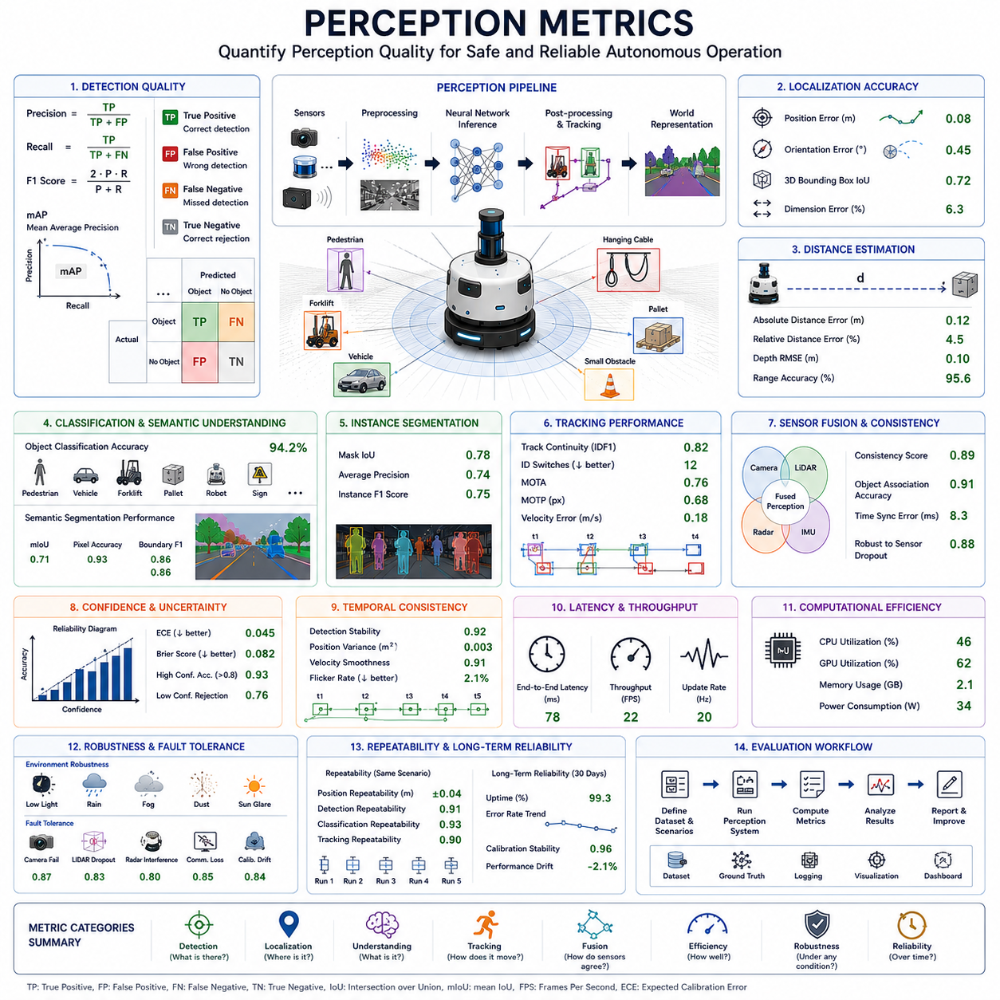 PERCEPTION METRICS
Quantify Perception Quality for Safe and Reliable Autonomous Operation
1. DETECTION QUALITY
Precision = TP / TP + FP
Recall = TP / TP + FN
F1 Score = 2 · P · R / P + R
mAP
Mean Average Precision
Precision
mAP
Recall
TP True Positive
Correct detection
FP False Positive
Wrong detection
FN False Negative
Missed detection
TN True Negative
Correct rejection
Predicted
... Object No Object
Actual
Object TP FN
No Object FP TN
PERCEPTION PIPELINE
Sensors
Preprocessing
Neural Network
Inference
Post-processing
& Tracking
World
Representation
...
Pedestrian
Hanging Cable
Forklift
Pallet
Vehicle
Small Obstacle
2. LOCALIZATION ACCURACY
Position Error (m) 0.08
Orientation Error (°) 0.45
3D Bounding Box IoU 0.72
Dimension Error (%) 6.3
3. DISTANCE ESTIMATION
d
Absolute Distance Error (m) 0.12
Relative Distance Error (%) 4.5
Depth RMSE (m) 0.10
Range Accuracy (%) 95.6
4. CLASSIFICATION & SEMANTIC UNDERSTANDING
Object Classification Accuracy 94.2%
Pedestrian Vehicle Forklift Pallet Robot Sign ...
Semantic Segmentation Performance
mIoU Pixel Accuracy Boundary F1
0.71 0.93 0.86
0.86
5. INSTANCE SEGMENTATION
Mask IoU 0.78
Average Precision 0.74
Instance F1 Score 0.75
6. TRACKING PERFORMANCE
Track Continuity (IDF1) 0.82
ID Switches (↓ better) 12
MOTA 0.76
MOTP (px) 0.68
Velocity Error (m/s) 0.18
t1 t2 t3 t4
7. SENSOR FUSION & CONSISTENCY
Camera LiDAR
Fused
Perception
Radar IMU
Consistency Score 0.89
Object Association
Accuracy 0.91
Time Sync Error (ms) 8.3
Robust to Sensor
Dropout 0.88
8. CONFIDENCE & UNCERTAINTY
Reliability Diagram
Accuracy
Confidence
ECE (↓ better) 0.045
Brier Score (↓ better) 0.082
High Conf. Acc. (>0.8) 0.93
Low Conf. Rejection 0.76
9. TEMPORAL CONSISTENCY
Detection Stability 0.92
Position Variance (m²) 0.003
Velocity Smoothness 0.91
Flicker Rate (↓ better) 2.1%
t1 t2 t3 t4 t5
10. LATENCY & THROUGHPUT
End-to-End Latency
(ms)
78
Throughput
(FPS)
22
Update Rate
(Hz)
20
11. COMPUTATIONAL EFFICIENCY
CPU Utilization (%) 46
GPU Utilization (%) 62
Memory Usage (GB) 2.1
Power Consumption (W) 34
12. ROBUSTNESS & FAULT TOLERANCE
Environment Robustness
Low Light Rain Fog Dust Sun Glare
Fault Tolerance
Camera Fail LIDAR Dropout Radar Interference Comm. Loss Calib. Drift
0.87 0.83 0.80 0.85 0.84
13. REPEATABILITY & LONG-TERM RELIABILITY
Repeatability (Same Scenario)
Position Repeatability (m) ±0.04
Detection Repeatability 0.91
Classification Repeatability 0.93
Tracking Repeatability 0.90
Run 1 Run 2 Run 3 Run 4 Run 5
Long-Term Reliability (30 Days)
Uptime (%) 99.3
Error Rate Trend
Calibration Stability 0.96
Performance Drift -2.1%
14. EVALUATION WORKFLOW
Define
Dataset &
Scenarios
Run
Perception
System
Compute
Metrics
Analyze
Results
Report &
Improve
Dataset Ground Truth Logging Visualization Dashboard
METRIC CATEGORIES
SUMMARY
Detection
(What is there?)
Localization
(Where is it?)
Understanding
(What is it?)
Tracking
(How does it move?)
Fusion
(How do sensors
agree?)
Efficiency
(How well?)
Robustness
(Under any
condition?)
Reliability
(Over time?)
TP: True Positive, FP: False Positive, FN: False Negative, TN: True Negative, IoU: Intersection over Union, mIoU: mean IoU, FPS: Frames Per Second, ECE: Expected Calibration Error